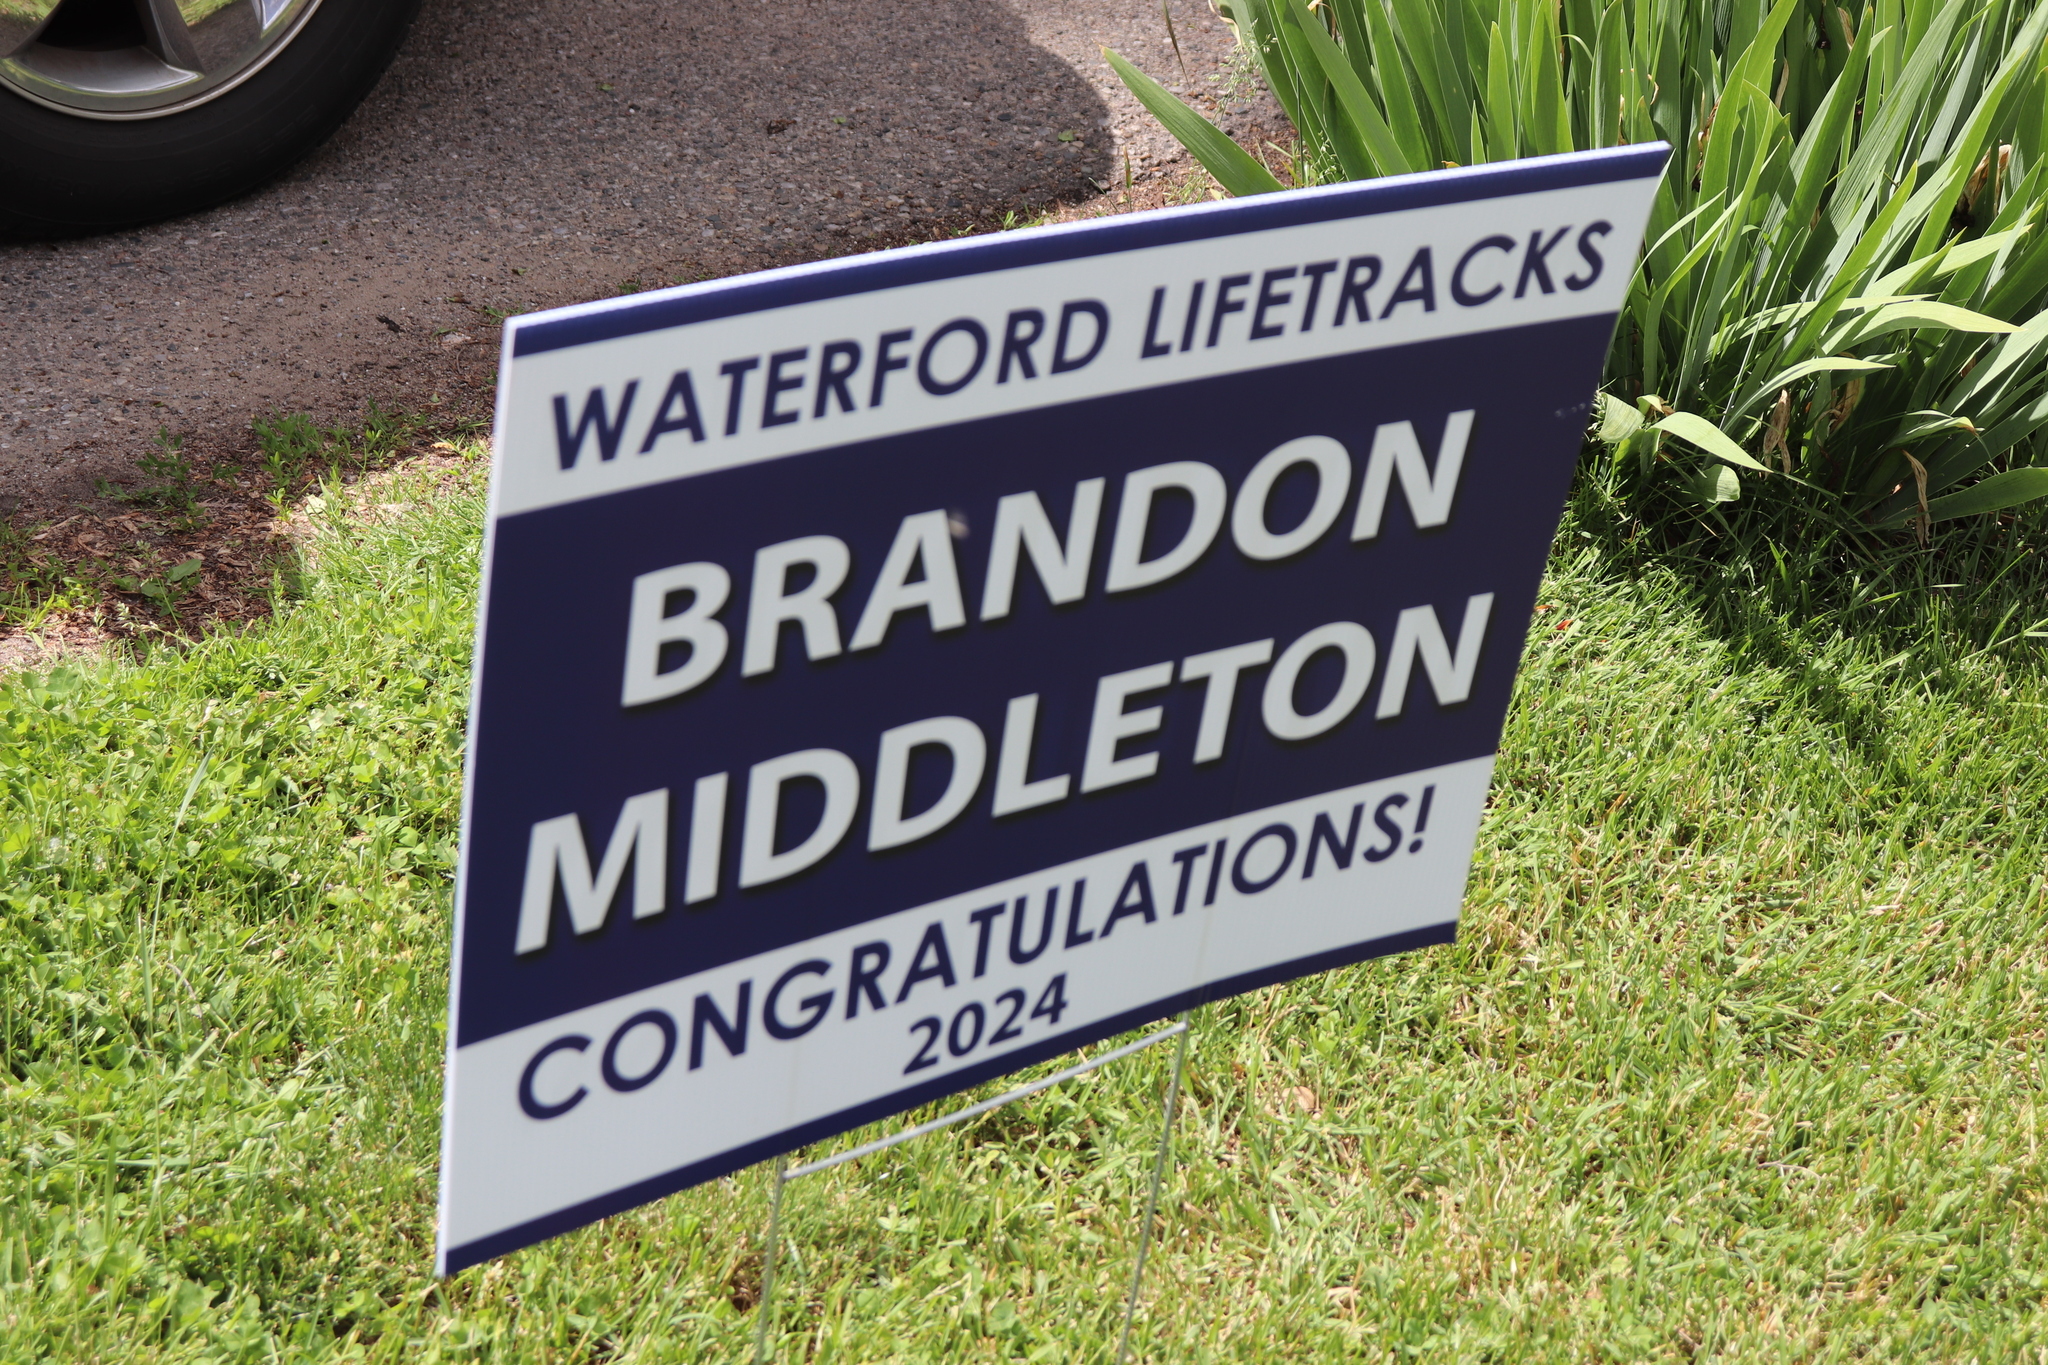 WATERFORD LIFETRACKS
BRANDON
MIDDLETON
CONGRATULATIONS!
2024